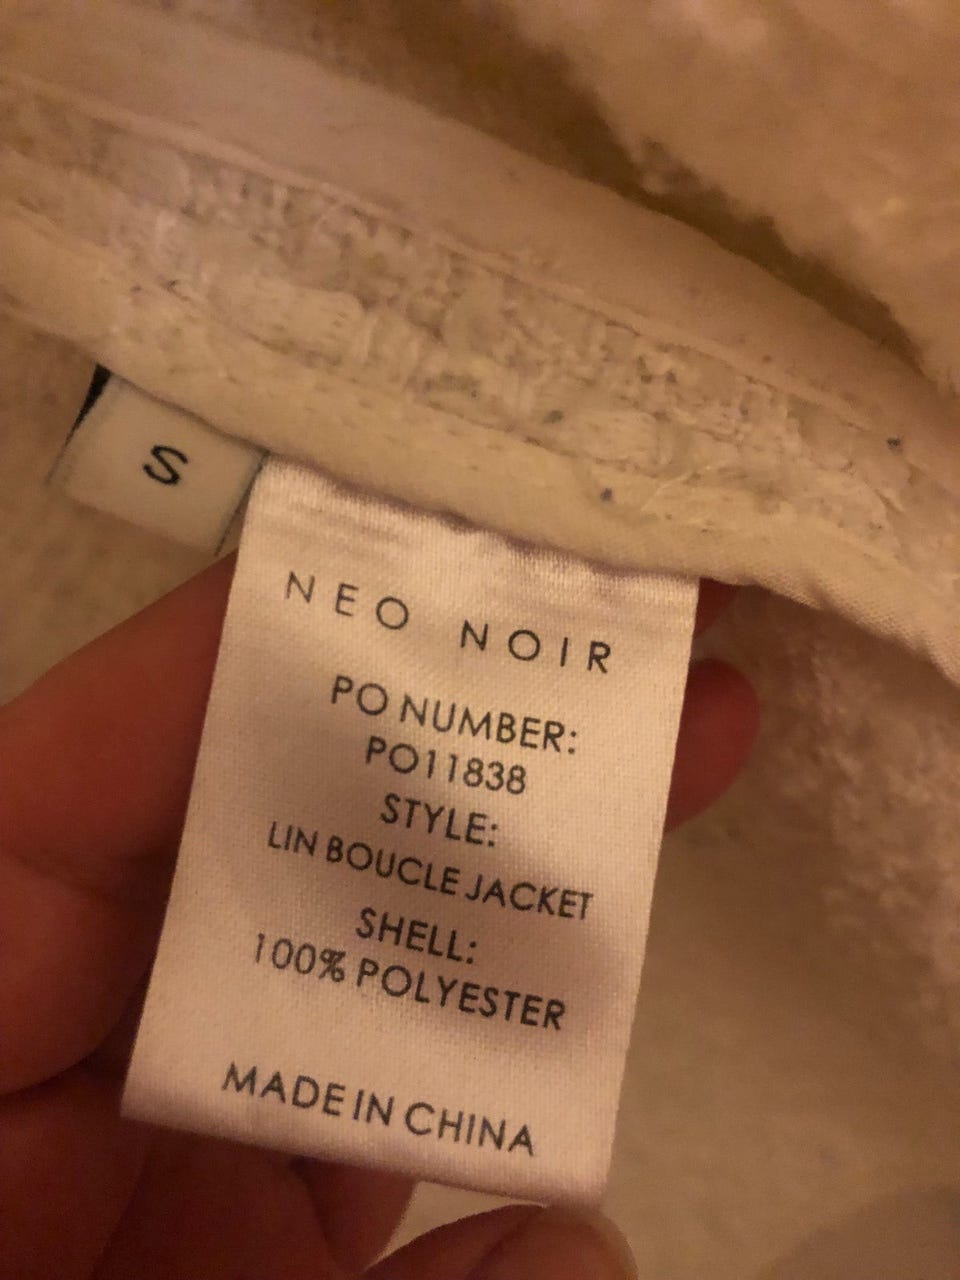 S
NEO NOIR
PO NUMBER:
PO11838
STYLE:
LIN BOUCLE JACKET
SHELL:
100% POLYESTER
MADE IN CHINA